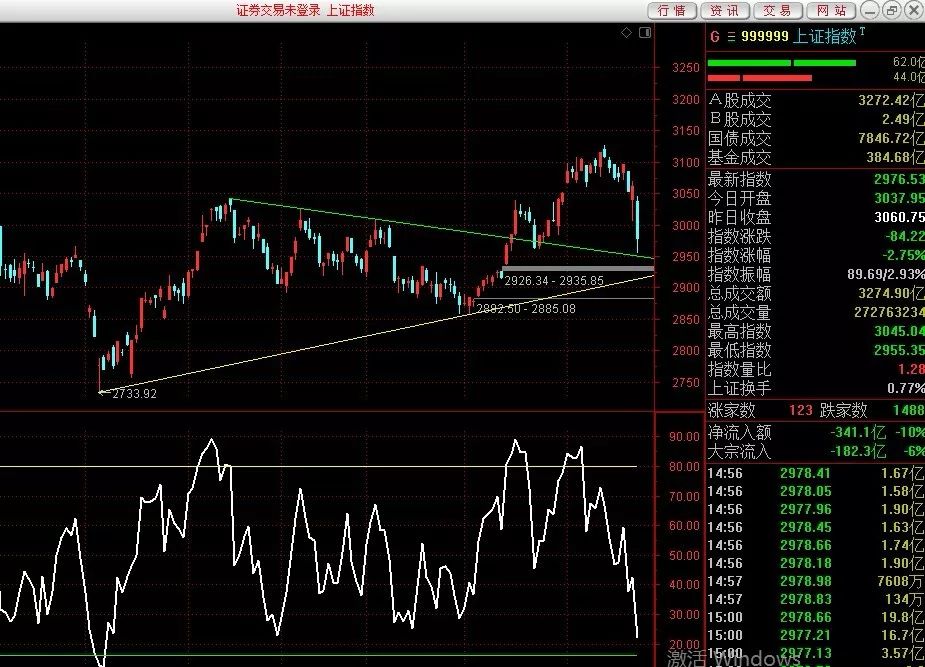 证券交易未登录 上证指数 行情 资讯 交易 网站
G 999999 上证指数 T
62.0亿
44.0亿
A股成交 3272.42亿
B股成交 2.49亿
国债成交 7846.72亿
基金成交 384.68亿
最新指数 2976.53
今日开盘 3037.95
昨日收盘 3060.75
指数涨跌 -84.22
指数涨幅 -2.75%
指数振幅 89.69/2.93%
总成交额 3274.90亿
总成交量 272763234
最高指数 3045.04
最低指数 2955.35
指数量比 1.28
上证换手 0.77%
涨家数 123 跌家数 1488
净流入额 -341.1亿 -10%
大宗流入 -182.3亿 -6%
14:56 2978.41 1.67亿
14:56 2978.05 1.58亿
14:56 2977.96 1.90亿
14:56 2978.45 1.63亿
14:56 2978.66 1.74亿
14:56 2978.18 1.90亿
14:57 2978.98 7608万
14:57 2978.83 134万
15:00 2978.66 19.8亿
15:00 2977.21 16.7亿
15:00 2977.13 3.57亿
3250
3200
3150
3100
3050
3000
2950
2900
2850
2800
2750
2926.34 - 2935.85
2882.50 - 2885.08
2733.92
90.00
80.00
70.00
60.00
50.00
40.00
30.00
20.00
激活 Windows